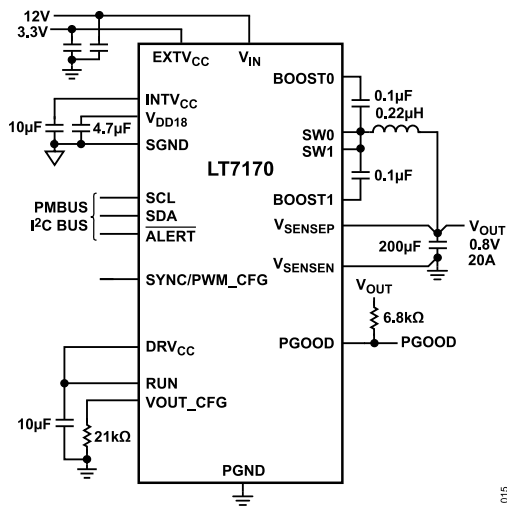 12V
3.3V
EXTVCC
VIN
BOOST0
0.1µF
0.22µH
INTVCC
10µF
4.7µF
VDD18
SGND
SW0
SW1
LT7170
0.1µF
BOOST1
PMBUS
I2C BUS
SCL
SDA
ALERT
VSENSEP
VOUT
0.8V
20A
200µF
VSENSEN
SYNC/PWM_CFG
VOUT
6.8kΩ
PGOOD
PGOOD
DRVCC
RUN
VOUT_CFG
10µF
21kΩ
PGND
015